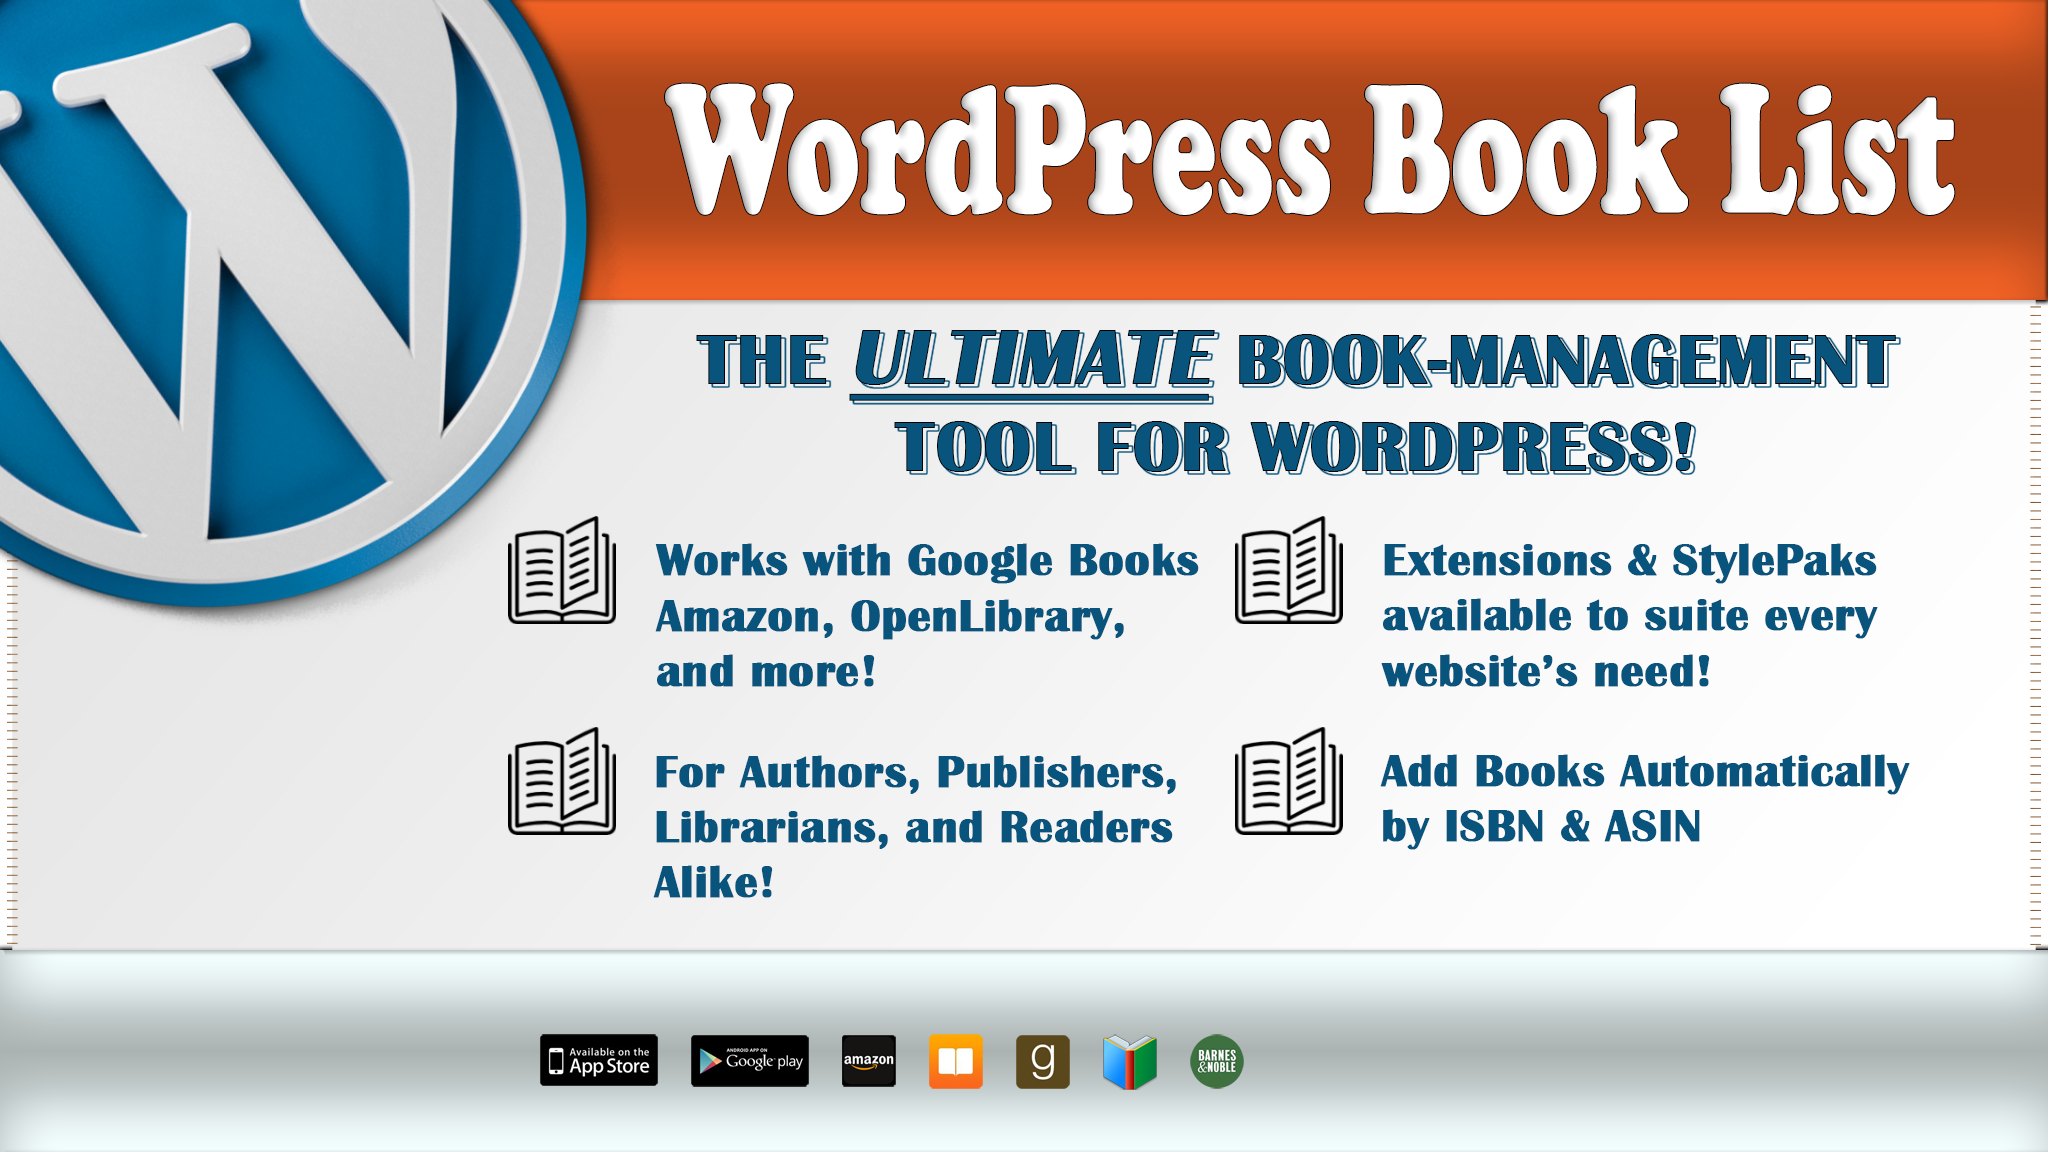 WordPress Book List
THE ULTIMATE BOOK-MANAGEMENT
TOOL FOR WORDPRESS!
Works with Google Books
Amazon, OpenLibrary,
and more!
Extensions & StylePaks
available to suite every
website's need!
For Authors, Publishers,
Librarians, and Readers
Alike!
Add Books Automatically
by ISBN & ASIN
Available on the
App Store
ANDROID APP ON
Google play
amazon
g
BARNES
&NOBLE